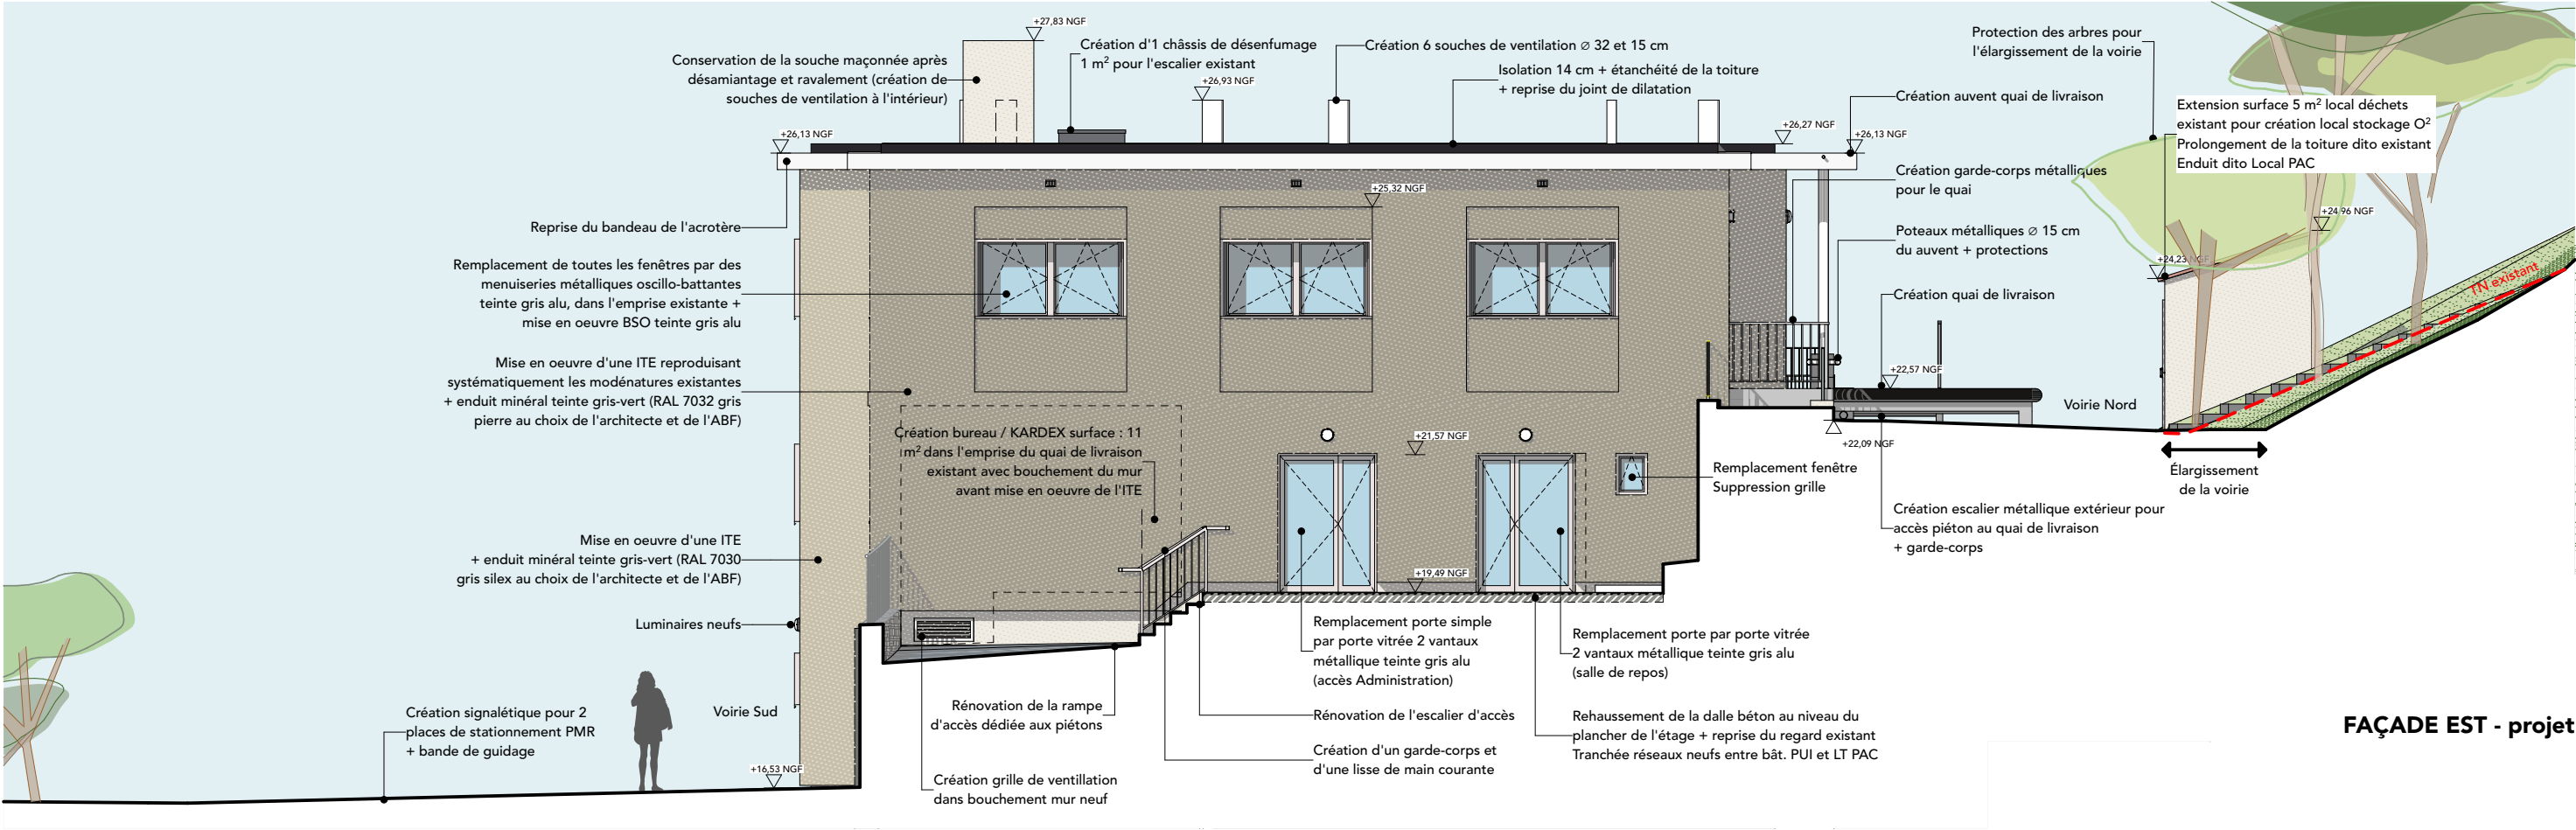 +27,83 NGF
Conservation de la souche maçonnée après
désamiantage et ravalement (création de
souches de ventilation à l'intérieur)
Création d'1 châssis de désenfumage
1 m² pour l'escalier existant
+26,93 NGF
Création 6 souches de ventilation ⌀ 32 et 15 cm
Isolation 14 cm + étanchéité de la toiture
+ reprise du joint de dilatation
Protection des arbres pour
l'élargissement de la voirie
Création auvent quai de livraison
Extension surface 5 m² local déchets
existant pour création local stockage O²
Prolongement de la toiture dito existant
Enduit dito Local PAC
+26,13 NGF
+26,27 NGF
+26,13 NGF
Création garde-corps métalliques
pour le quai
+25,32 NGF
+24,96 NGF
Reprise du bandeau de l'acrotère
Poteaux métalliques ⌀ 15 cm
du auvent + protections
+24,23 NGF
TN existant
Remplacement de toutes les fenêtres par des
menuiseries métalliques oscillo-battantes
teinte gris alu, dans l'emprise existante +
mise en oeuvre BSO teinte gris alu
Création quai de livraison
Mise en oeuvre d'une ITE reproduisant
systématiquement les modénatures existantes
+ enduit minéral teinte gris-vert (RAL 7032 gris
pierre au choix de l'architecte et de l'ABF)
+22,57 NGF
Voirie Nord
+22,09 NGF
Création bureau / KARDEX surface : 11
m² dans l'emprise du quai de livraison
existant avec bouchement du mur
avant mise en oeuvre de l'ITE
+21,57 NGF
Remplacement fenêtre
Suppression grille
Élargissement
de la voirie
Création escalier métallique extérieur pour
accès piéton au quai de livraison
+ garde-corps
Mise en oeuvre d'une ITE
+ enduit minéral teinte gris-vert (RAL 7030
gris silex au choix de l'architecte et de l'ABF)
+19,49 NGF
Luminaires neufs
Remplacement porte simple
par porte vitrée 2 vantaux
métallique teinte gris alu
(accès Administration)
Remplacement porte par porte vitrée
2 vantaux métallique teinte gris alu
(salle de repos)
Création signalétique pour 2
places de stationnement PMR
+ bande de guidage
Voirie Sud
Rénovation de la rampe
d'accès dédiée aux piétons
Rénovation de l'escalier d'accès
Rehaussement de la dalle béton au niveau du
plancher de l'étage + reprise du regard existant
Tranchée réseaux neufs entre bât. PUI et LT PAC
FAÇADE EST - projet
+16,53 NGF
Création d'un garde-corps et
d'une lisse de main courante
Création grille de ventillation
dans bouchement mur neuf